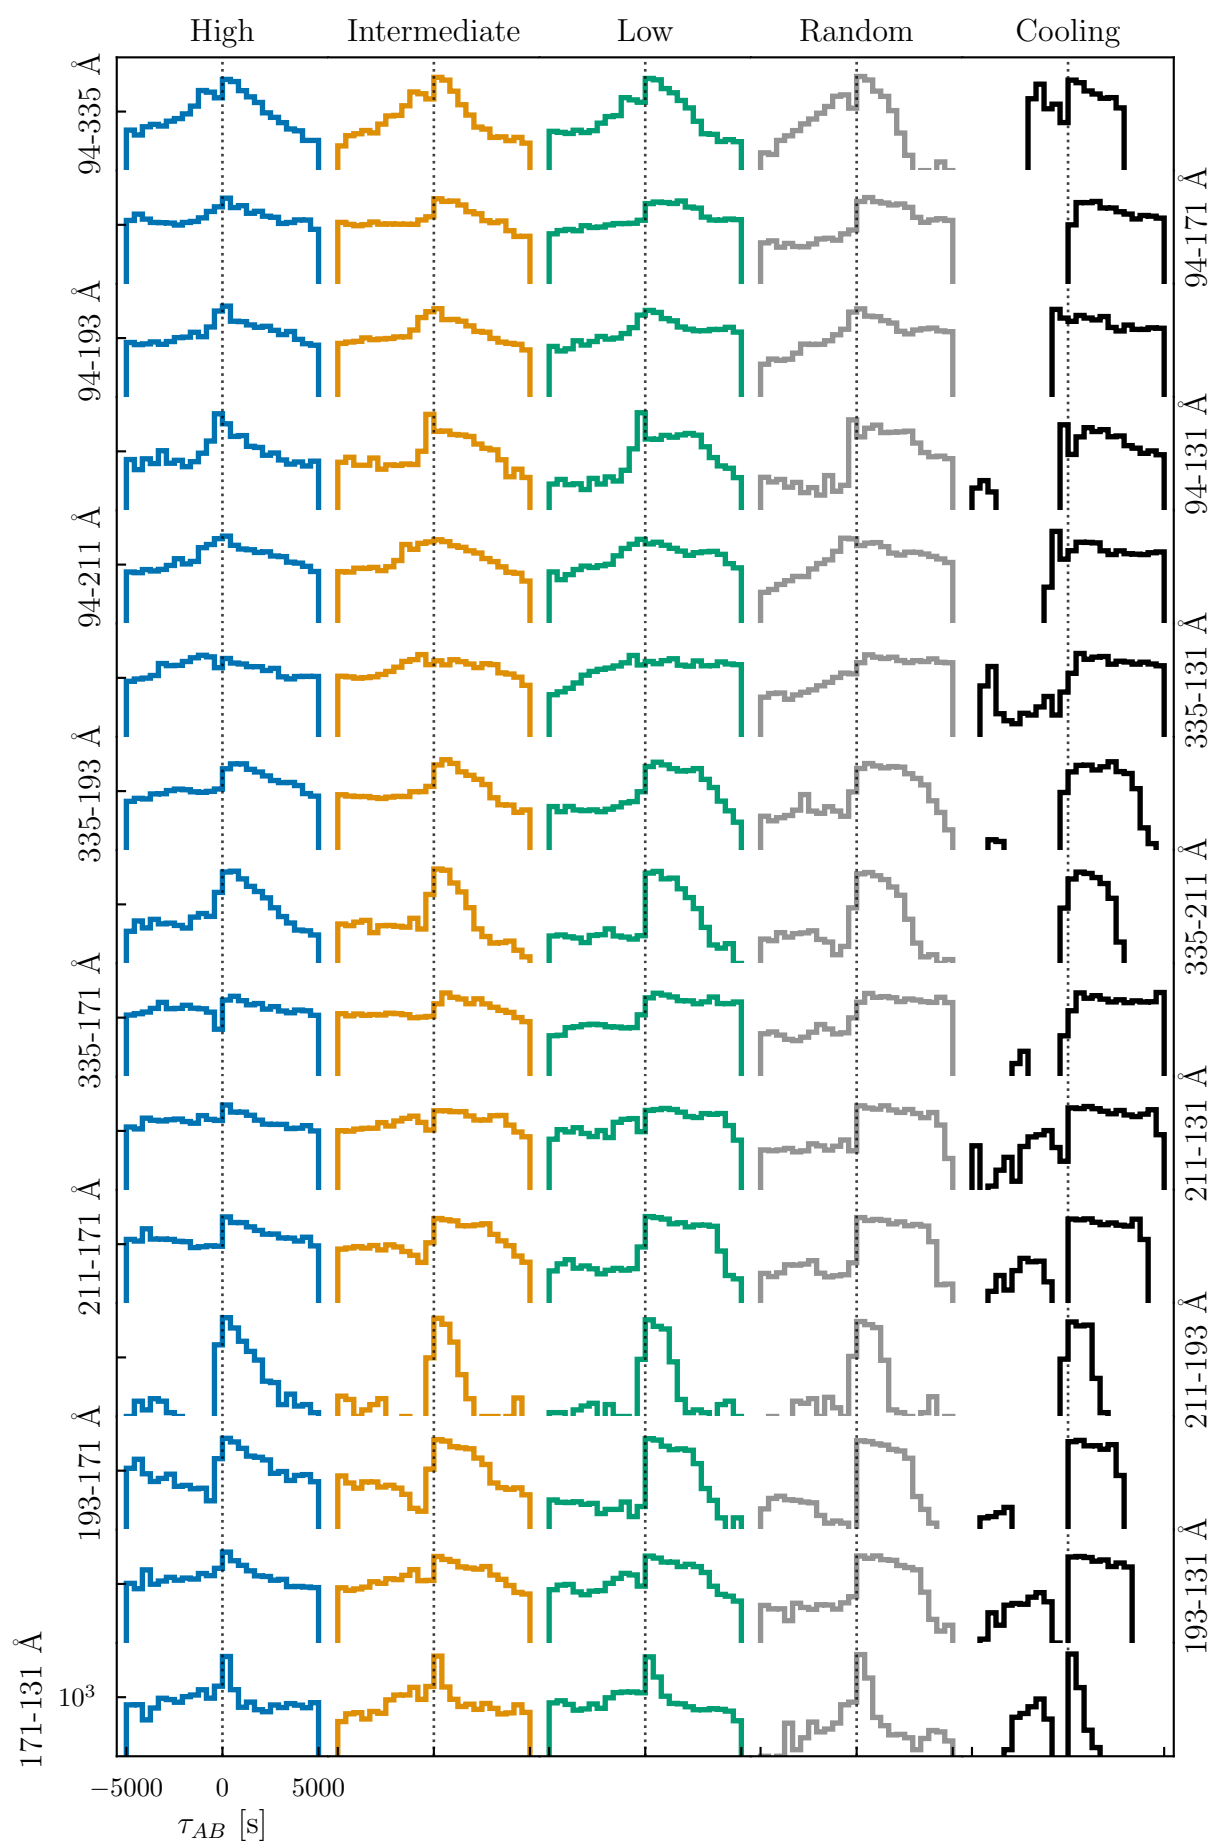 High Intermediate Low Random Cooling
94-335 Å
94-171 Å
94-193 Å
94-131 Å
94-211 Å
335-131 Å
335-193 Å
335-211 Å
335-171 Å
211-131 Å
211-171 Å
211-193 Å
193-171 Å
193-131 Å
171-131 Å
10³
−5000 0 5000
τ_AB [s]